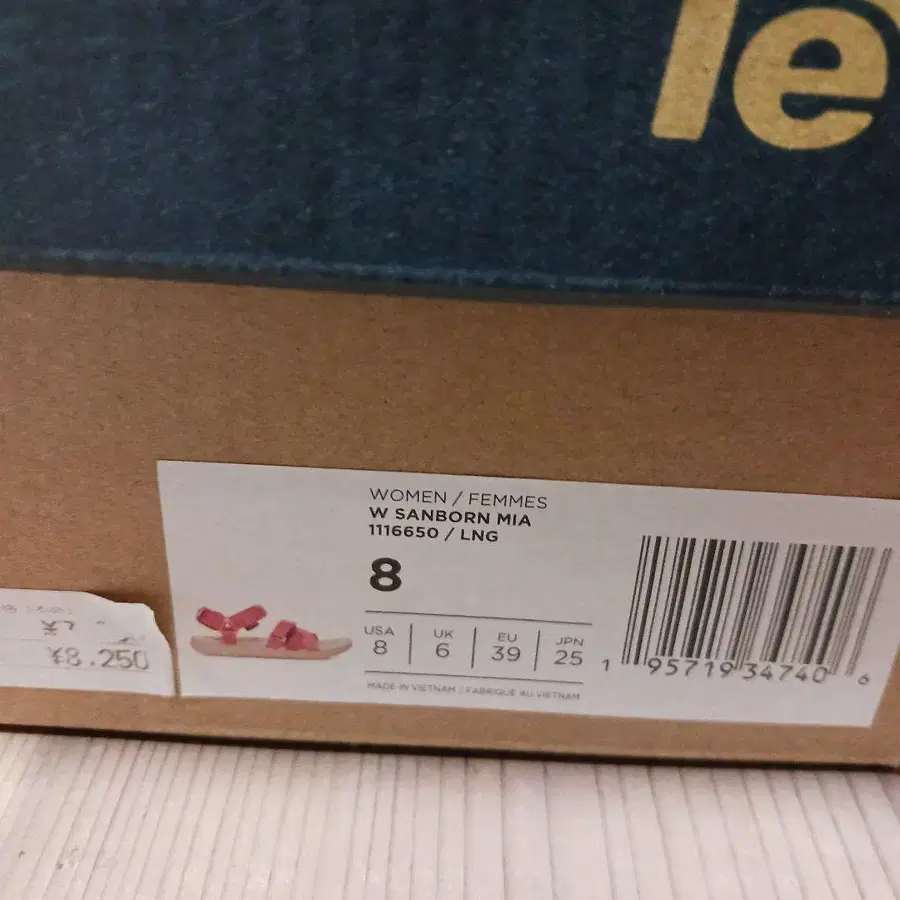 le
WOMEN / FEMMES
W SANBORN MIA
1116650 / LNG
8
USA UK EU JPN
8 6 39 25
MADE IN VIETNAM / FABRIQUÉ AU VIETNAM
1 95719 34740 6
¥8.250